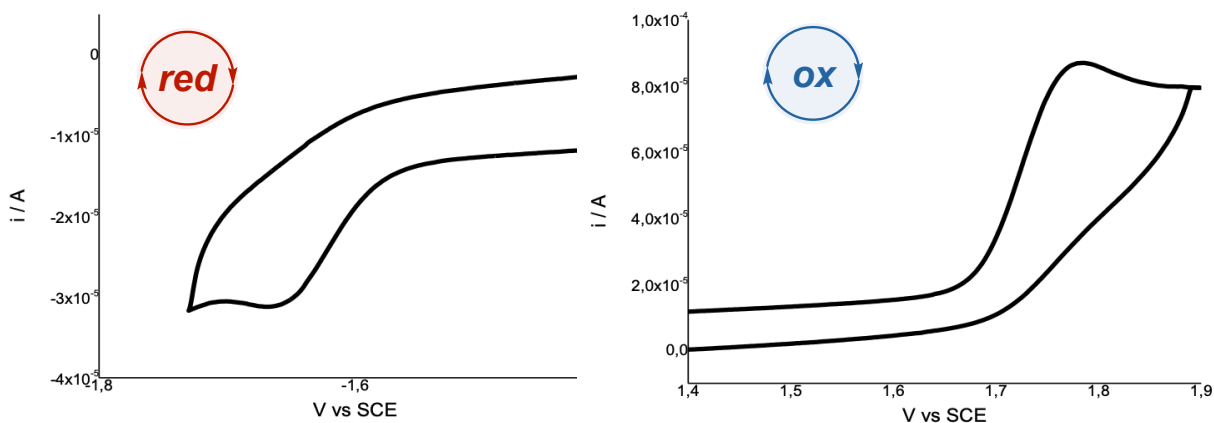 0
-1x10-5
-2x10-5
-3x10-5
-4x10-5
-1,8
-1,6
V vs SCE
i / A
red
1,0x10-4
8,0x10-5
6,0x10-5
4,0x10-5
2,0x10-5
0,0
1,4
1,5
1,6
1,7
1,8
1,9
V vs SCE
i / A
ox